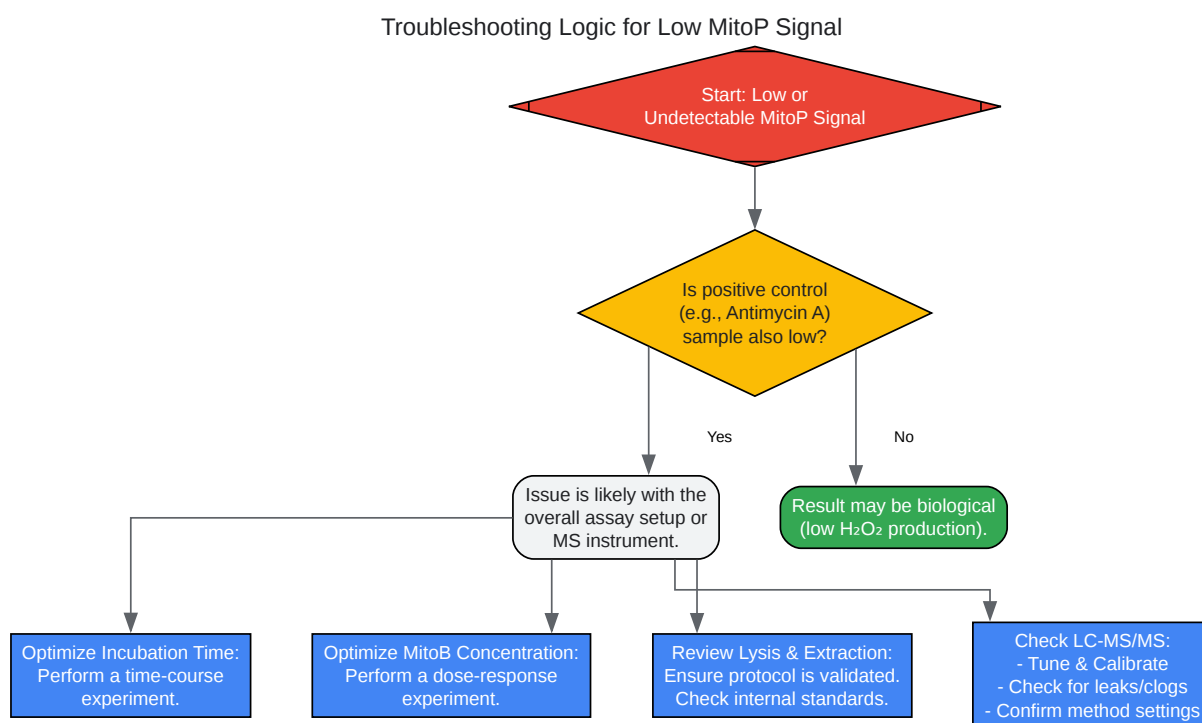 Troubleshooting Logic for Low MitoP Signal
Start: Low or
Undetectable MitoP Signal
Is positive control
(e.g., Antimycin A)
sample also low?
Yes
No
Issue is likely with the
overall assay setup or
MS instrument.
Result may be biological
(low H₂O₂ production).
Optimize Incubation Time:
Perform a time-course
experiment.
Optimize MitoB Concentration:
Perform a dose-response
experiment.
Review Lysis & Extraction:
Ensure protocol is validated.
Check internal standards.
Check LC-MS/MS:
- Tune & Calibrate
- Check for leaks/clogs
- Confirm method settings